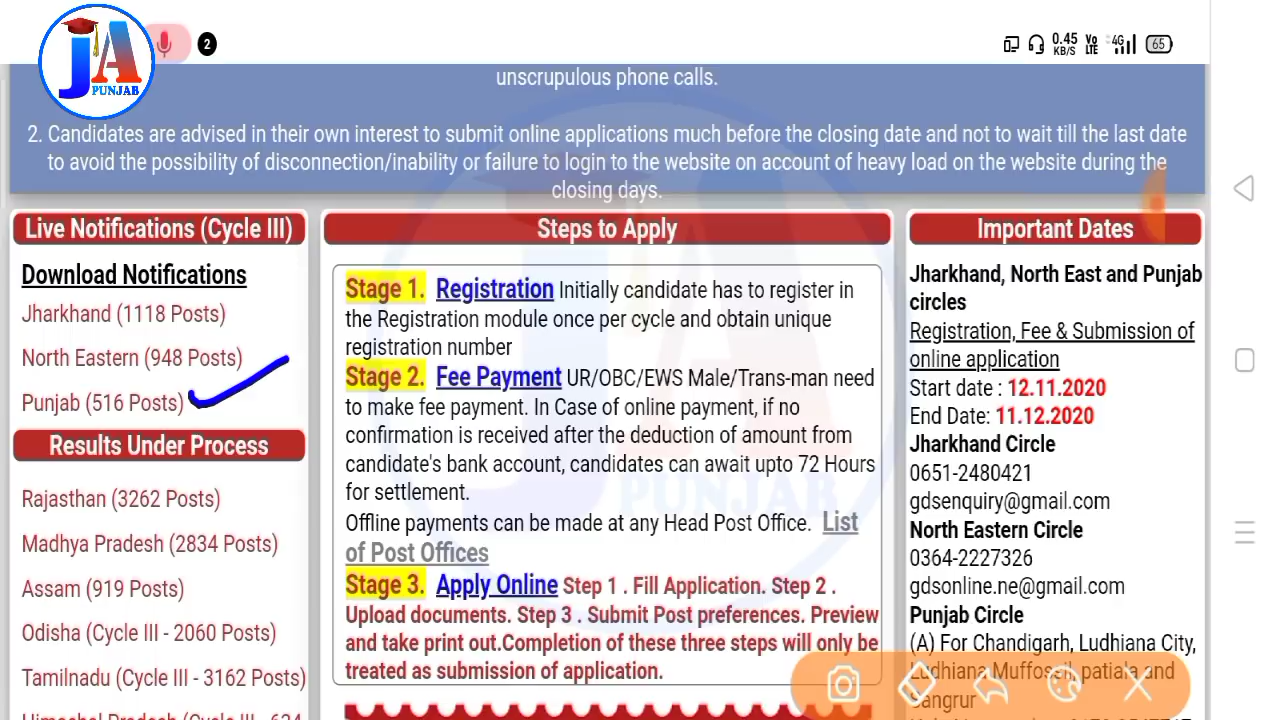 JA
PUNJAB
2
0.45
KB/S
Vo
LTE
4G
65
unscrupulous phone calls.
2. Candidates are advised in their own interest to submit online applications much before the closing date and not to wait till the last date
to avoid the possibility of disconnection/inability or failure to login to the website on account of heavy load on the website during the
closing days.
Live Notifications (Cycle III)
Download Notifications
Jharkhand (1118 Posts)
North Eastern (948 Posts)
Punjab (516 Posts)
Results Under Process
Rajasthan (3262 Posts)
Madhya Pradesh (2834 Posts)
Assam (919 Posts)
Odisha (Cycle III - 2060 Posts)
Tamilnadu (Cycle III - 3162 Posts)
Himachal Pradesh (Cycle III - 634
Steps to Apply
Stage 1. Registration Initially candidate has to register in
the Registration module once per cycle and obtain unique
registration number
Stage 2. Fee Payment UR/OBC/EWS Male/Trans-man need
to make fee payment. In Case of online payment, if no
confirmation is received after the deduction of amount from
candidate's bank account, candidates can await upto 72 Hours
for settlement.
Offline payments can be made at any Head Post Office. List
of Post Offices
Stage 3. Apply Online Step 1 . Fill Application. Step 2 .
Upload documents. Step 3 . Submit Post preferences. Preview
and take print out.Completion of these three steps will only be
treated as submission of application.
PUNJAB
Important Dates
Jharkhand, North East and Punjab
circles
Registration, Fee & Submission of
online application
Start date : 12.11.2020
End Date: 11.12.2020
Jharkhand Circle
0651-2480421
gdsenquiry@gmail.com
North Eastern Circle
0364-2227326
gdsonline.ne@gmail.com
Punjab Circle
(A) For Chandigarh, Ludhiana City,
Ludhiana Muffossil, patiala and
Sangrur